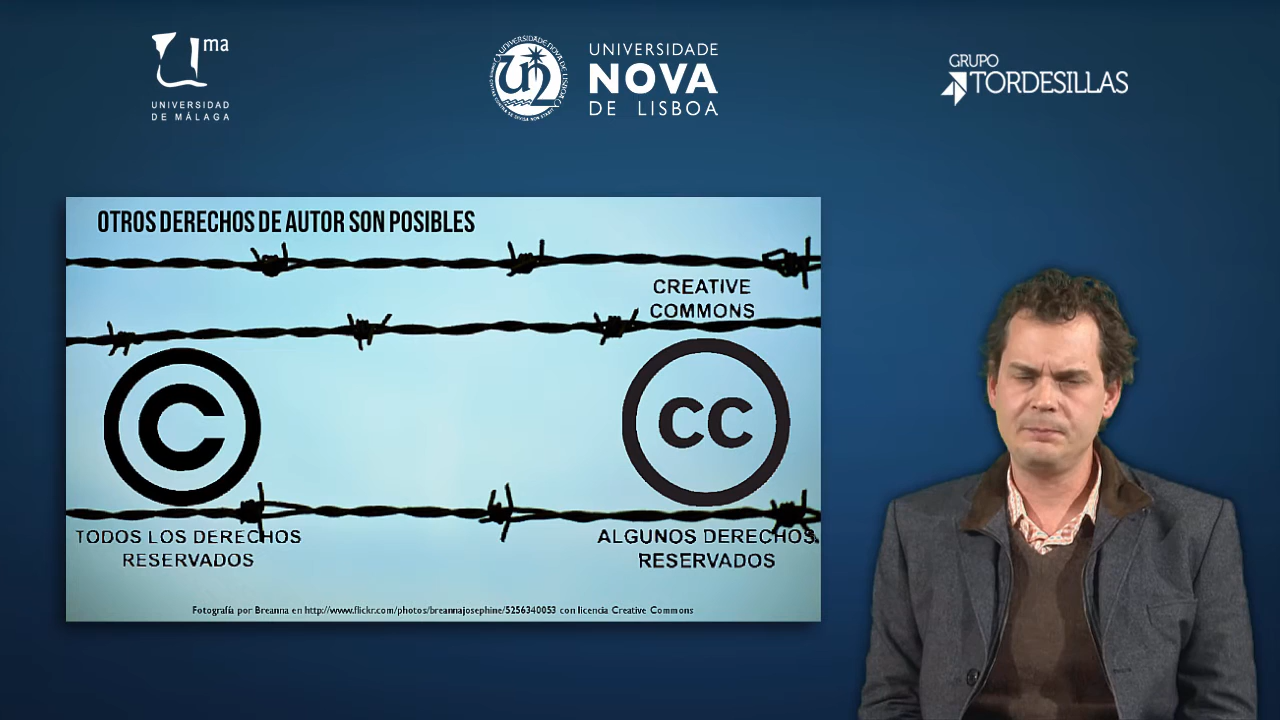 uma
UNIVERSIDAD
DE MÁLAGA
UNIVERSIDADE
NOVA
DE LISBOA
GRUPO
TORDESILLAS
OTROS DERECHOS DE AUTOR SON POSIBLES
CREATIVE
COMMONS
C
CC
TODOS LOS DERECHOS
RESERVADOS
ALGUNOS DERECHOS
RESERVADOS
Fotografía por Breanna en http://www.flickr.com/photos/breannajosephine/5256340053 con licencia Creative Commons